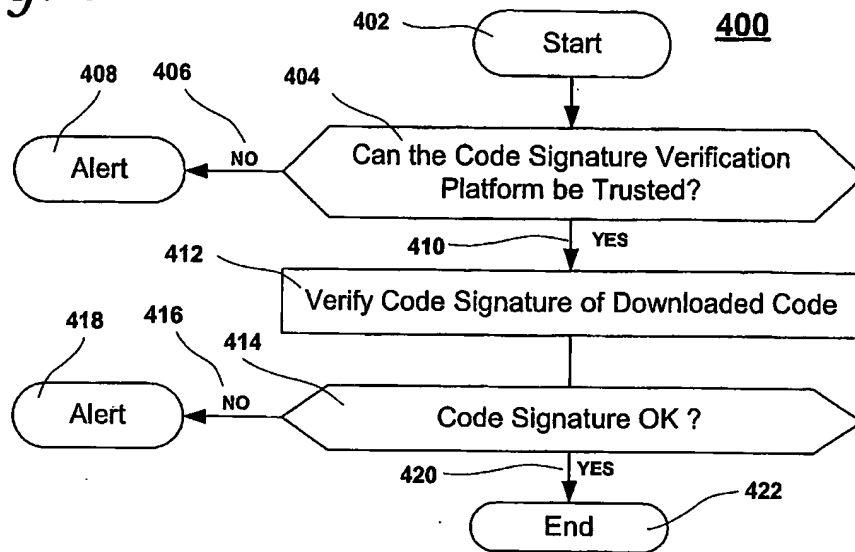 402
Start
400
408
406
404
Alert
NO
Can the Code Signature Verification
Platform be Trusted?
410
YES
412
Verify Code Signature of Downloaded Code
418
416
414
Alert
NO
Code Signature OK ?
420
YES
422
End